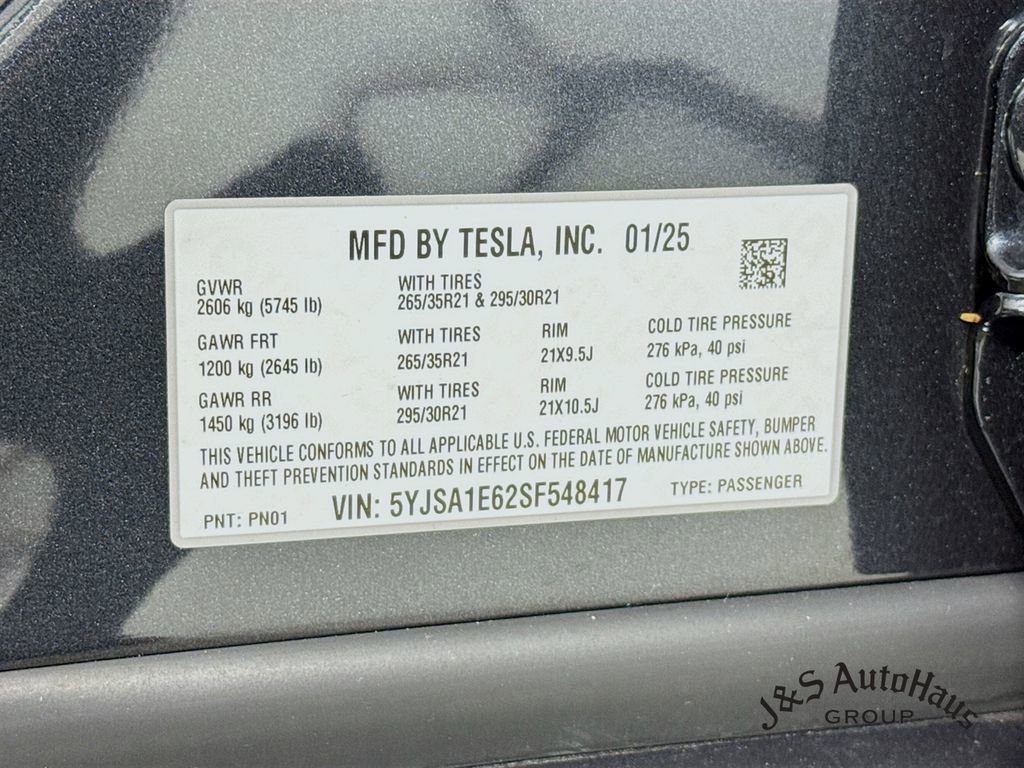 MFD BY TESLA, INC. 01/25
GVWR WITH TIRES
2606 kg (5745 lb) 265/35R21 & 295/30R21
GAWR FRT WITH TIRES RIM COLD TIRE PRESSURE
1200 kg (2645 lb) 265/35R21 21X9.5J 276 kPa, 40 psi
GAWR RR WITH TIRES RIM COLD TIRE PRESSURE
1450 kg (3196 lb) 295/30R21 21X10.5J 276 kPa, 40 psi
THIS VEHICLE CONFORMS TO ALL APPLICABLE U.S. FEDERAL MOTOR VEHICLE SAFETY, BUMPER
AND THEFT PREVENTION STANDARDS IN EFFECT ON THE DATE OF MANUFACTURE SHOWN ABOVE.
PNT: PN01 VIN: 5YJSA1E62SF548417 TYPE: PASSENGER
J&S AutoHaus
GROUP